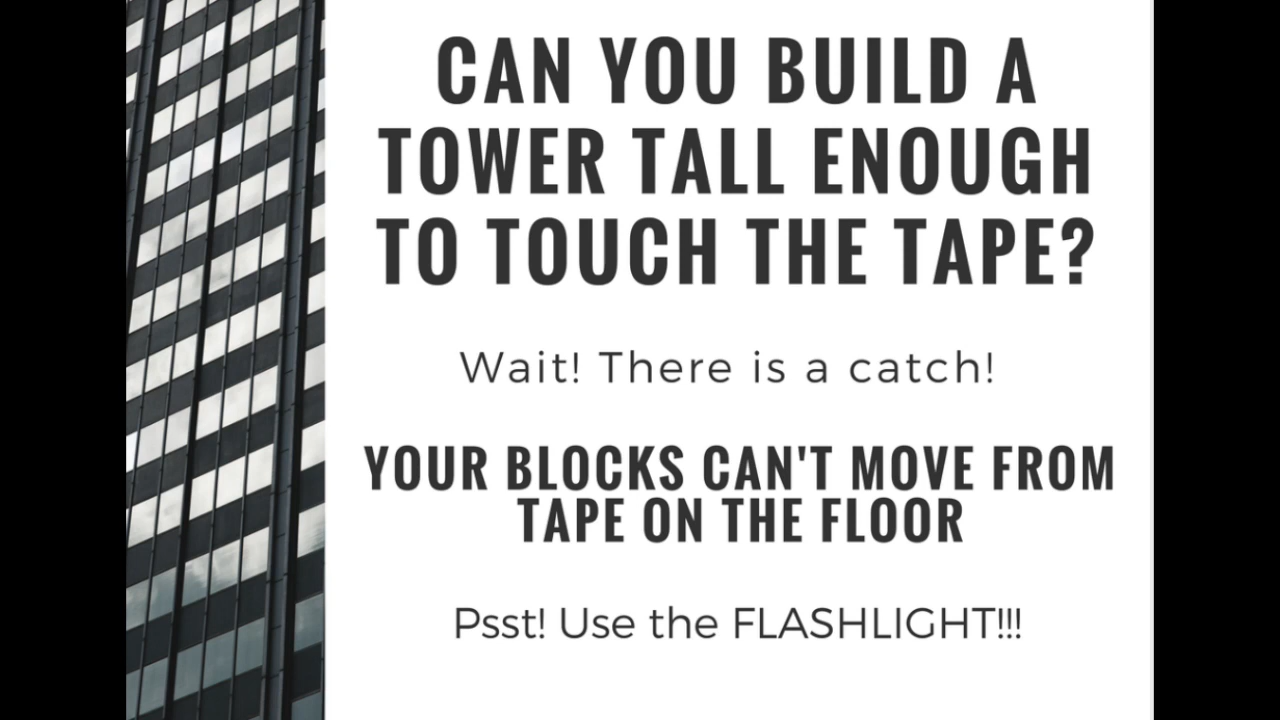 CAN YOU BUILD A
TOWER TALL ENOUGH
TO TOUCH THE TAPE?
Wait! There is a catch!
YOUR BLOCKS CAN'T MOVE FROM
TAPE ON THE FLOOR
Psst! Use the FLASHLIGHT!!!